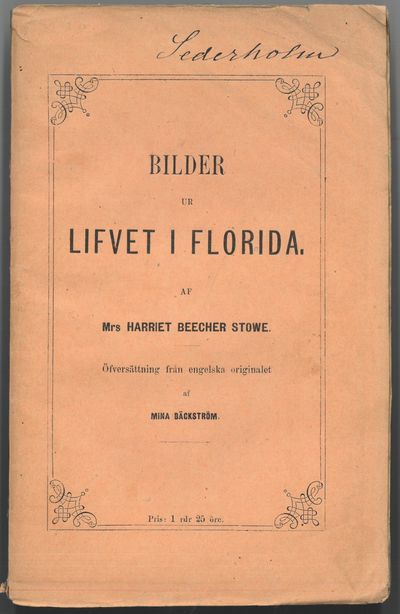 Sederholm
BILDER
UR
LIFVET I FLORIDA.
AF
Mrs HARRIET BEECHER STOWE.
Öfversättning från engelska originalet
af
MINA BÄCKSTRÖM.
Pris: 1 rdr 25 öre.